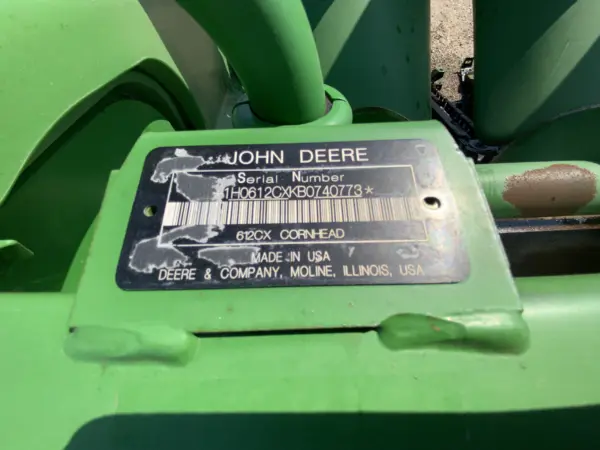 JOHN DEERE
Serial Number
1H0612CXKB0740773*
612CX CORNHEAD
MADE IN USA
DEERE & COMPANY, MOLINE, ILLINOIS, USA